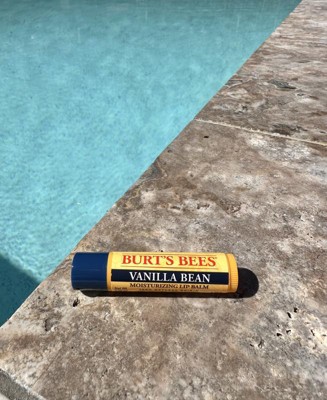 BURT'S BEES
VANILLA BEAN
MOISTURIZING LIP BALM